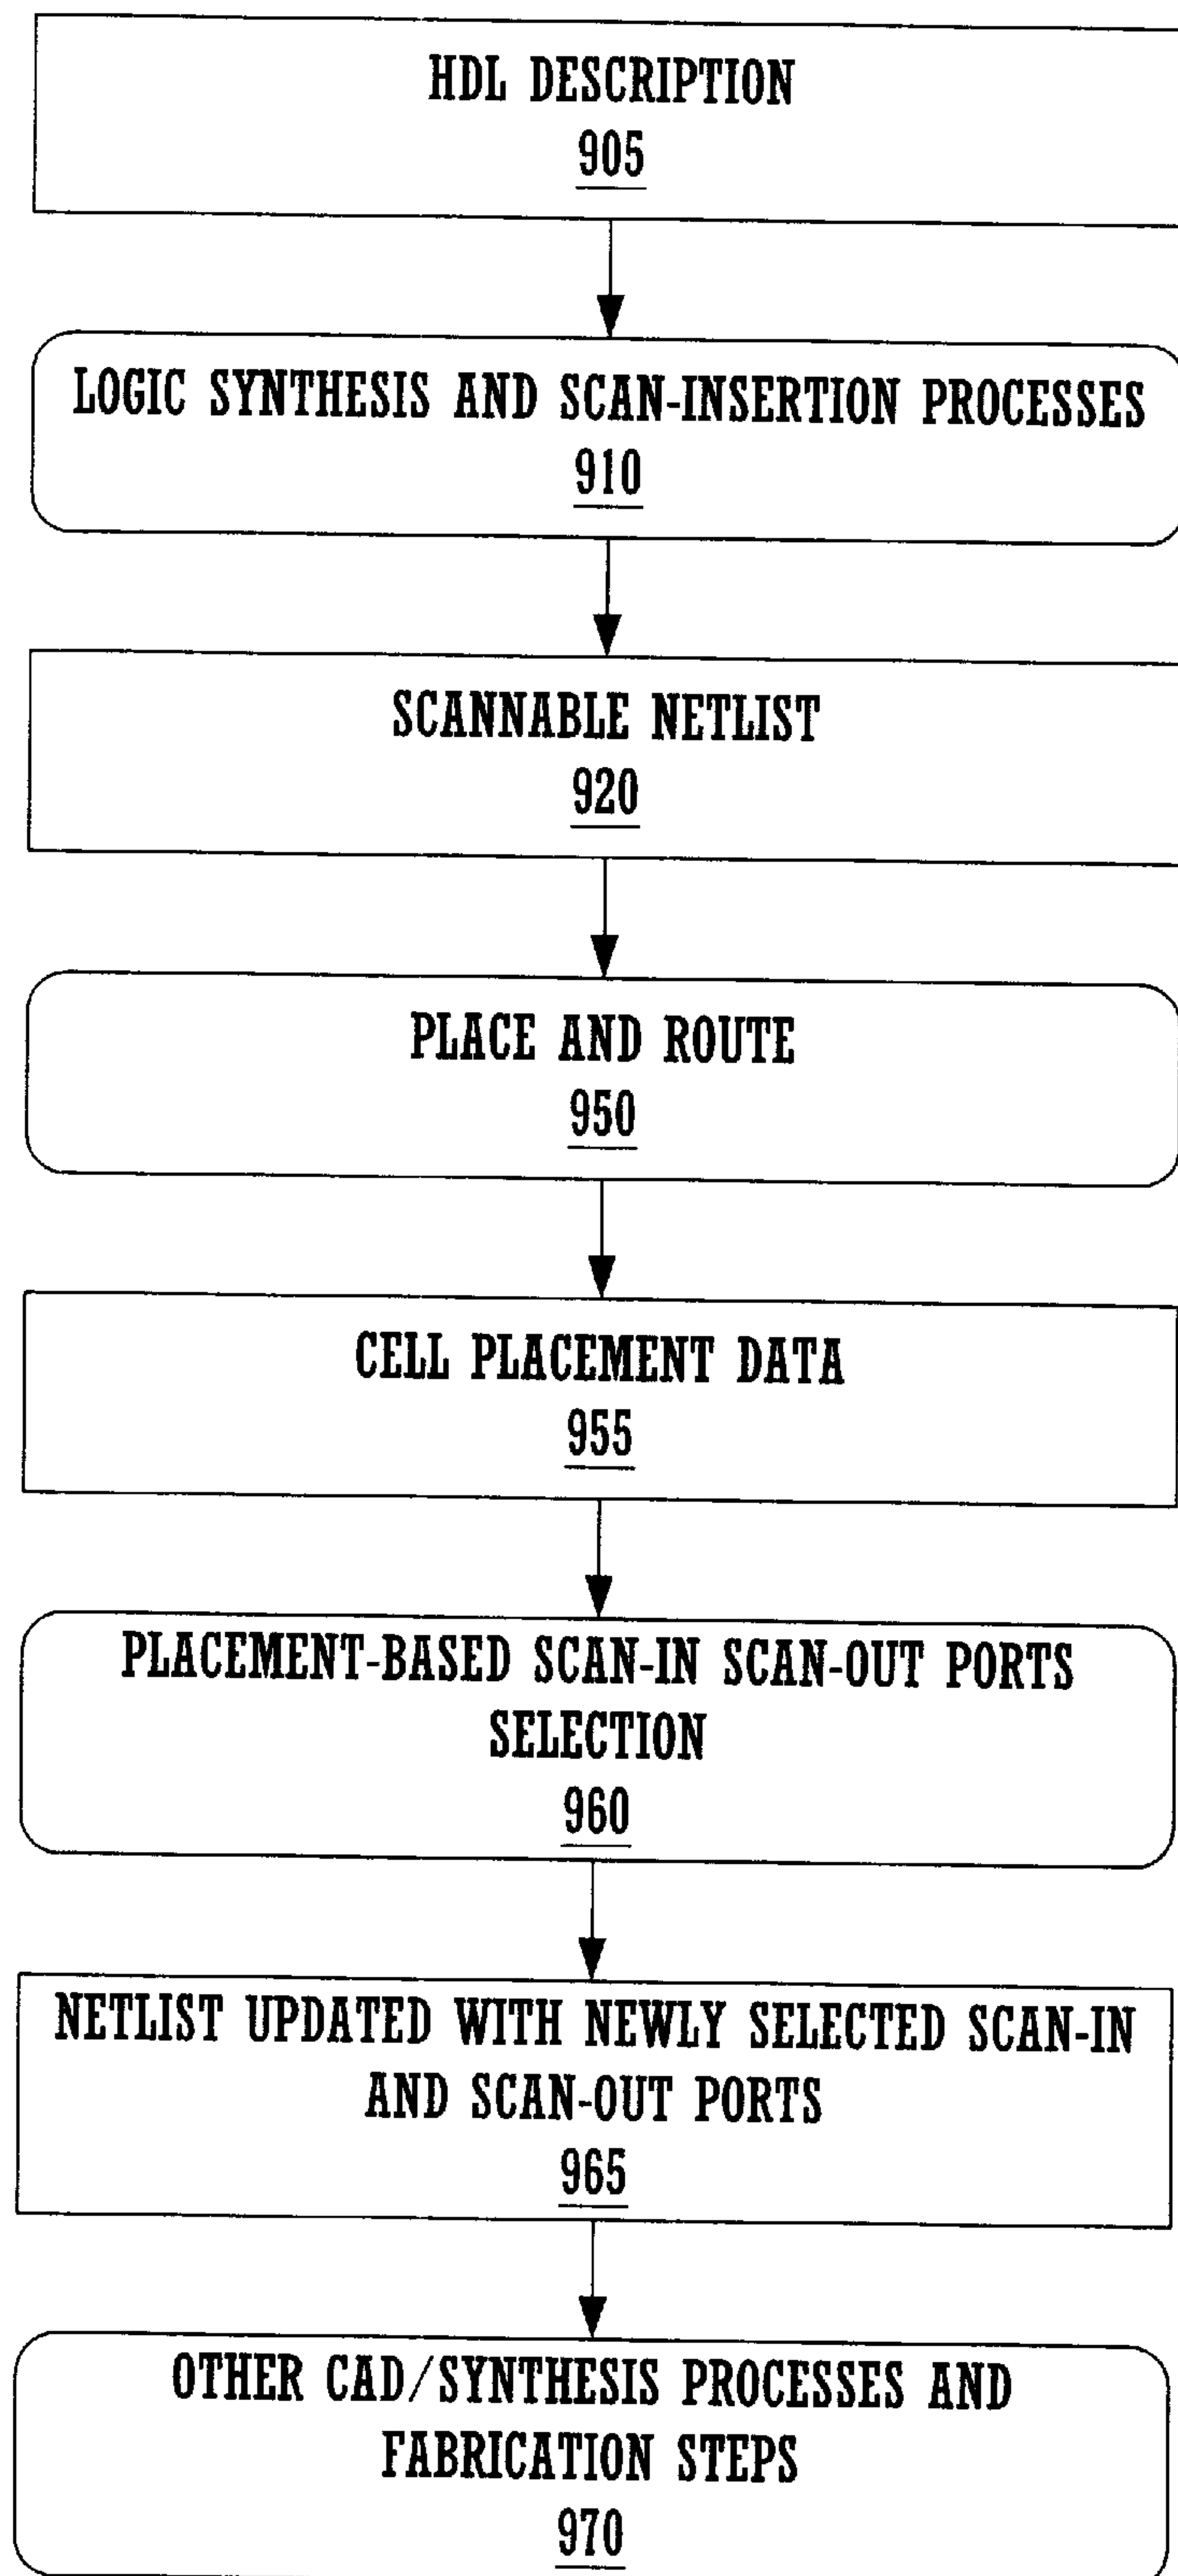 HDL DESCRIPTION
905
LOGIC SYNTHESIS AND SCAN-INSERTION PROCESSES
910
SCANNABLE NETLIST
920
PLACE AND ROUTE
950
CELL PLACEMENT DATA
955
PLACEMENT-BASED SCAN-IN SCAN-OUT PORTS
SELECTION
960
NETLIST UPDATED WITH NEWLY SELECTED SCAN-IN
AND SCAN-OUT PORTS
965
OTHER CAD/SYNTHESIS PROCESSES AND
FABRICATION STEPS
970